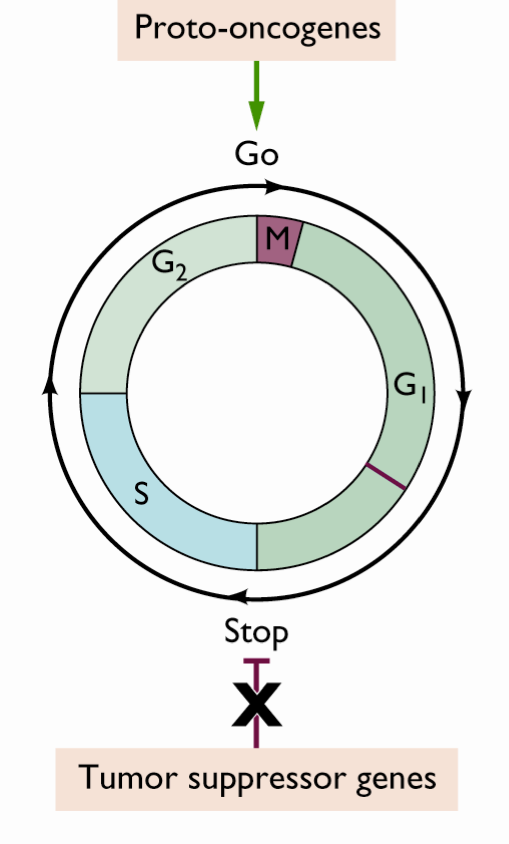 Proto-oncogenes
Go
M
G₂
G₁
S
Stop
X
Tumor suppressor genes